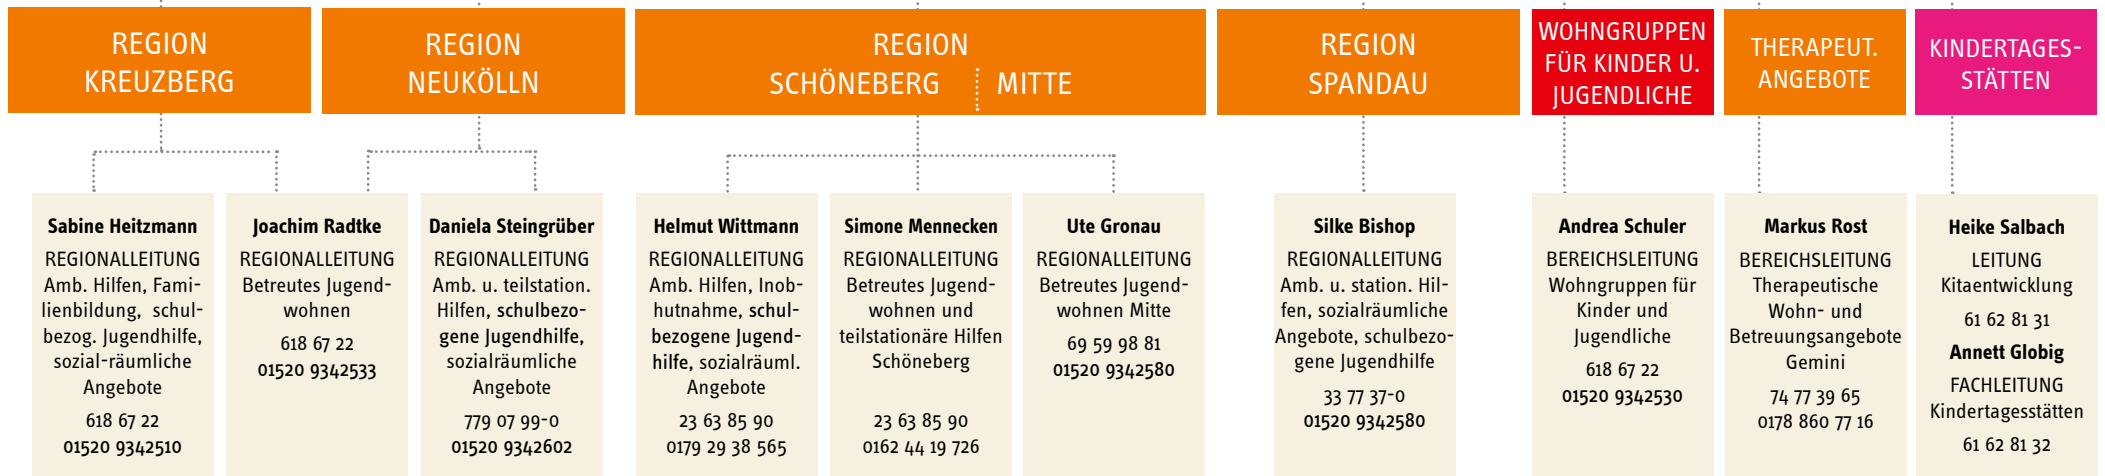 REGION
KREUZBERG
REGION
NEUKÖLLN
REGION
SCHÖNEBERG MITTE
REGION
SPANDAU
WOHNGRUPPEN
FÜR KINDER U.
JUGENDLICHE
THERAPEUT.
ANGEBOTE
KINDERTAGES-
STÄTTEN
Sabine Heitzmann
REGIONALLEITUNG
Amb. Hilfen, Fami-
lienbildung, schul-
bezog. Jugendhilfe,
sozial-räumliche
Angebote
618 67 22
01520 9342510
Joachim Radtke
REGIONALLEITUNG
Betreutes Jugend-
wohnen
618 67 22
01520 9342533
Daniela Steingrüber
REGIONALLEITUNG
Amb. u. teilstation.
Hilfen, schulbezo-
gene Jugendhilfe,
sozialräumliche
Angebote
779 07 99-0
01520 9342602
Helmut Wittmann
REGIONALLEITUNG
Amb. Hilfen, Inob-
hutnahme, schul-
bezogene Jugend-
hilfe, sozialräuml.
Angebote
23 63 85 90
0179 29 38 565
Simone Mennecken
REGIONALLEITUNG
Betreutes Jugend-
wohnen und
teilstationäre Hilfen
Schöneberg
23 63 85 90
0162 44 19 726
Ute Gronau
REGIONALLEITUNG
Betreutes Jugend-
wohnen Mitte
69 59 98 81
01520 9342580
Silke Bishop
REGIONALLEITUNG
Amb. u. station. Hil-
fen, sozialräumliche
Angebote, schulbezo-
gene Jugendhilfe
33 77 37-0
01520 9342580
Andrea Schuler
BEREICHSLEITUNG
Wohngruppen für
Kinder und
Jugendliche
618 67 22
01520 9342530
Markus Rost
BEREICHSLEITUNG
Therapeutische
Wohn- und
Betreuungsangebote
Gemini
74 77 39 65
0178 860 77 16
Heike Salbach
LEITUNG
Kitaentwicklung
61 62 81 31
Annett Globig
FACHLEITUNG
Kindertagesstätten
61 62 81 32